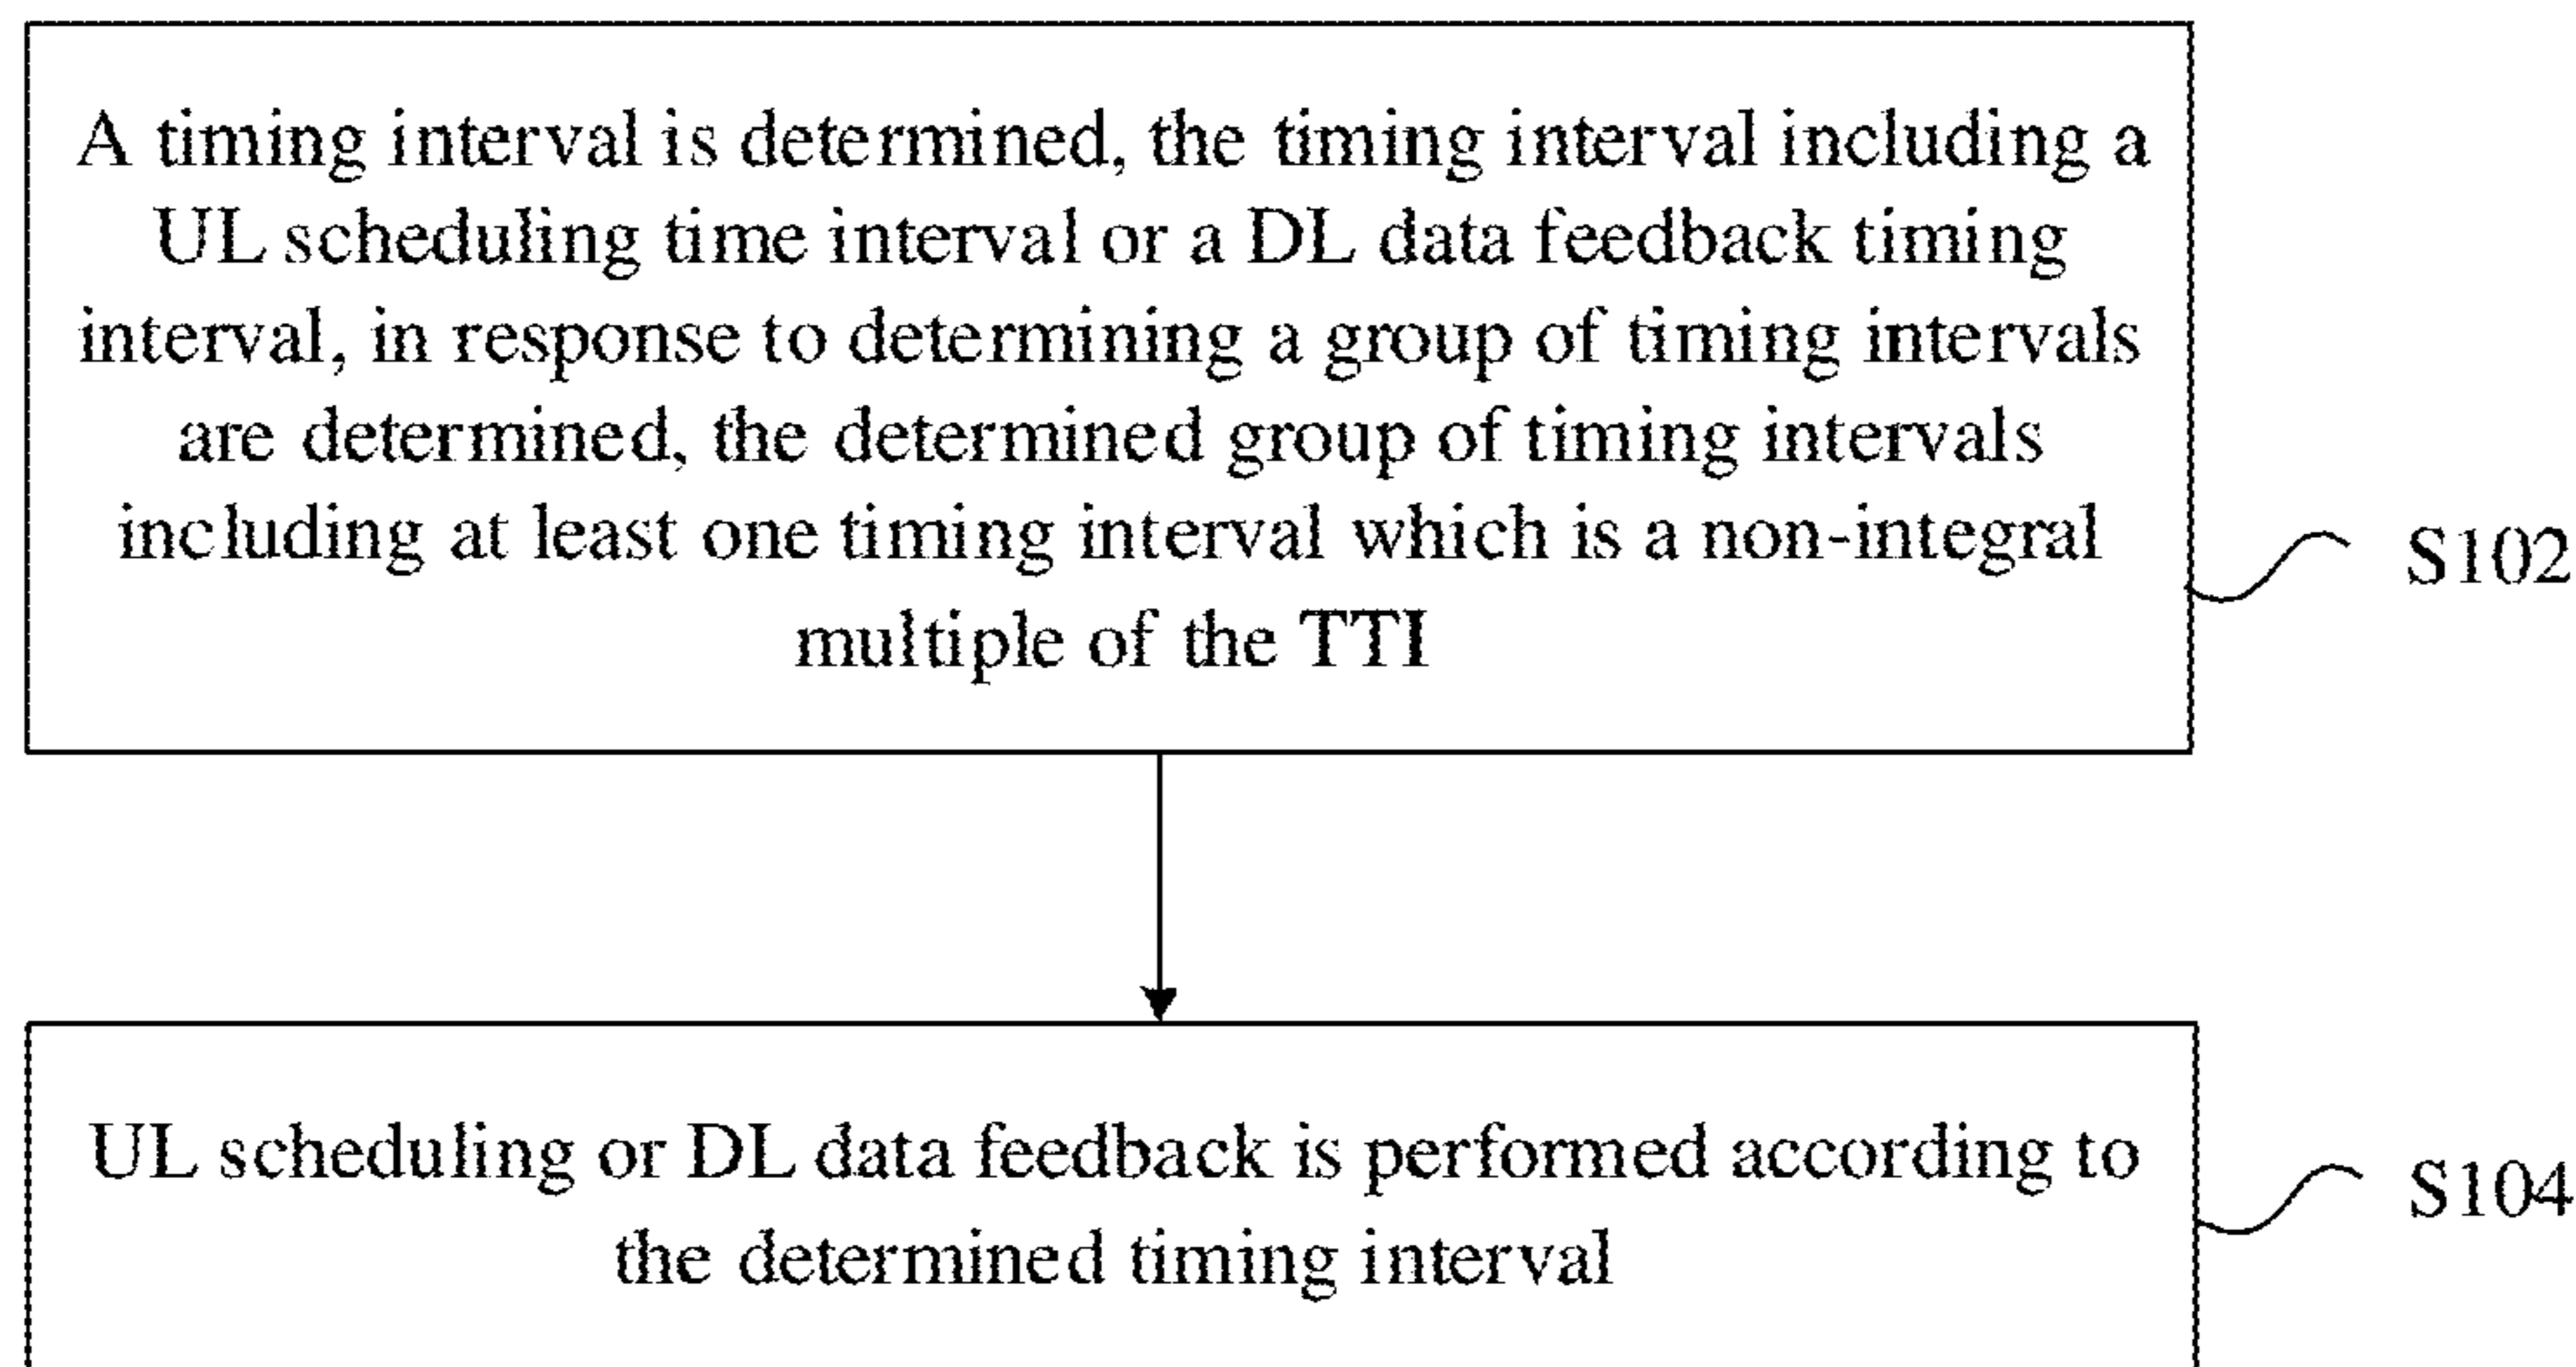 A timing interval is determined, the timing interval including a
UL scheduling time interval or a DL data feedback timing
interval, in response to determining a group of timing intervals
are determined, the determined group of timing intervals
including at least one timing interval which is a non-integral
multiple of the TTI
S102
UL scheduling or DL data feedback is performed according to
the determined timing interval
S104